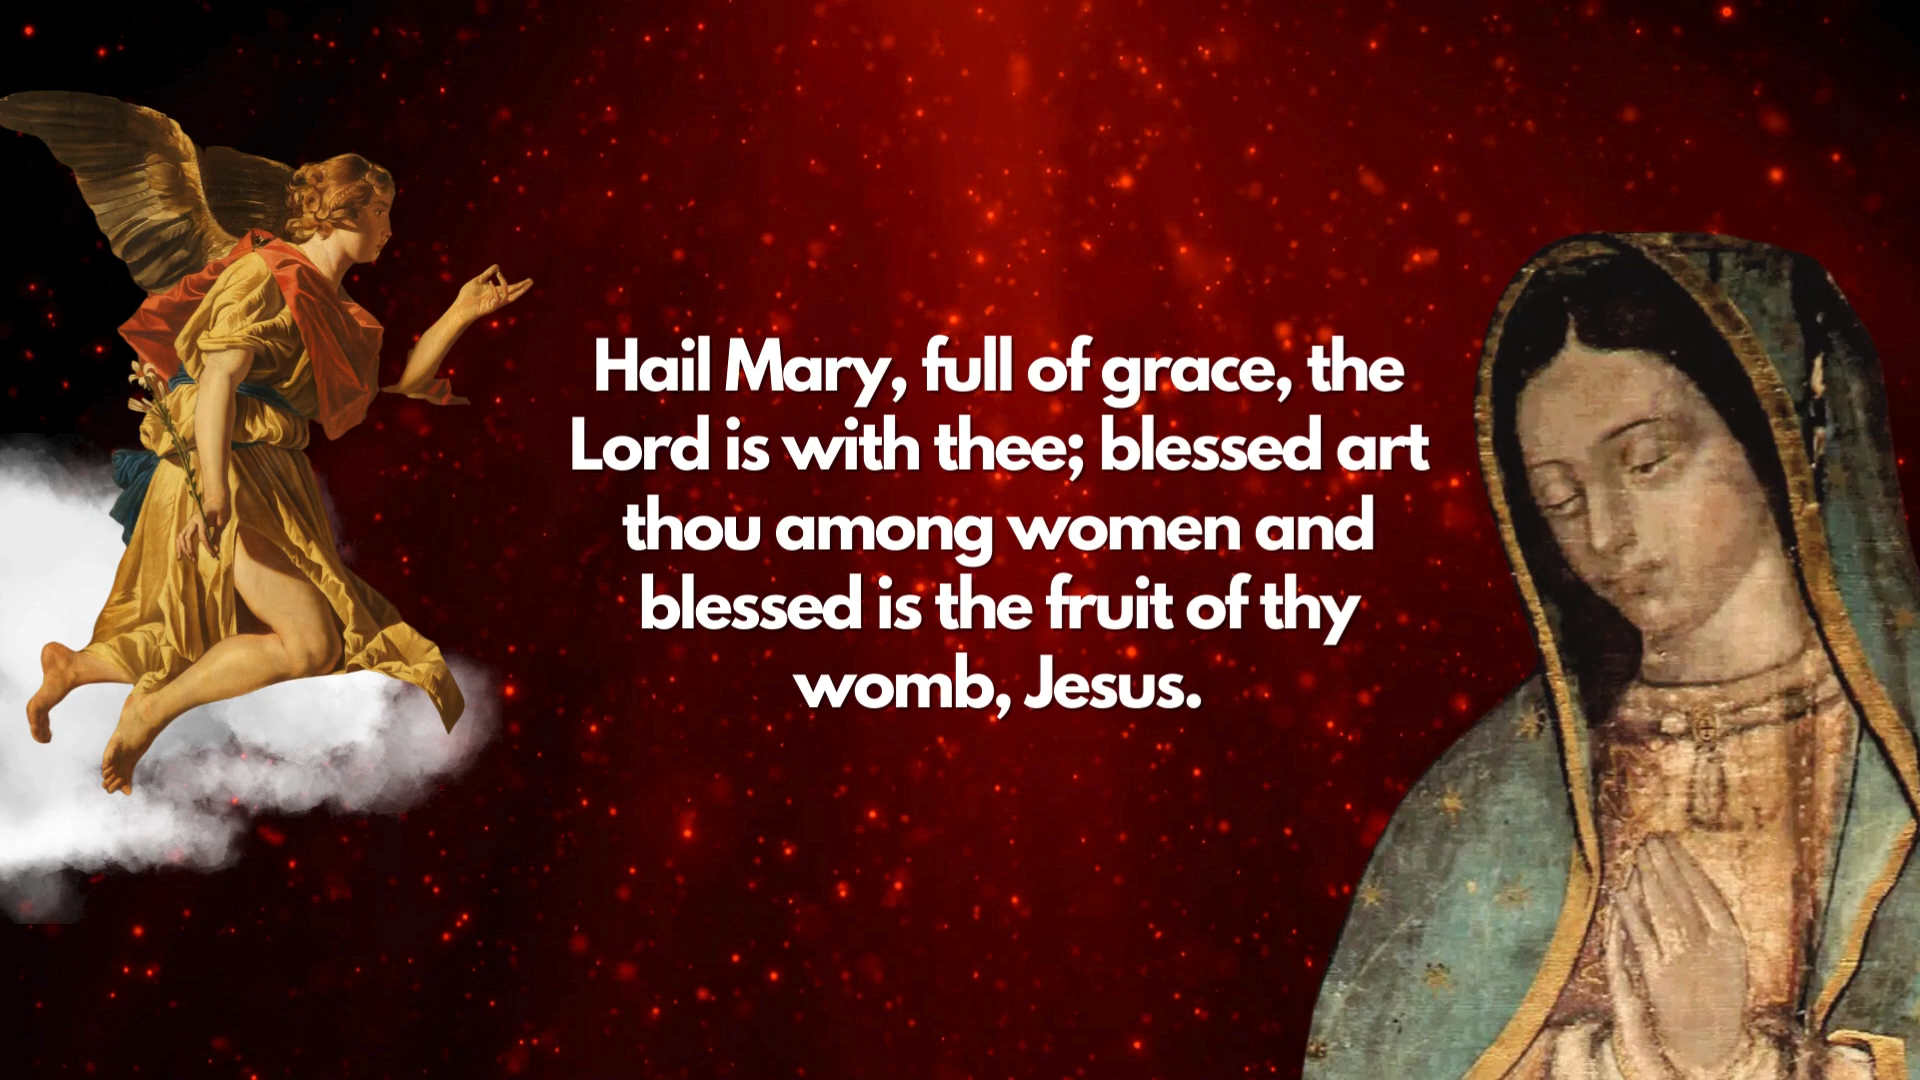 Hail Mary, full of grace, the
Lord is with thee; blessed art
thou among women and
blessed is the fruit of thy
womb, Jesus.